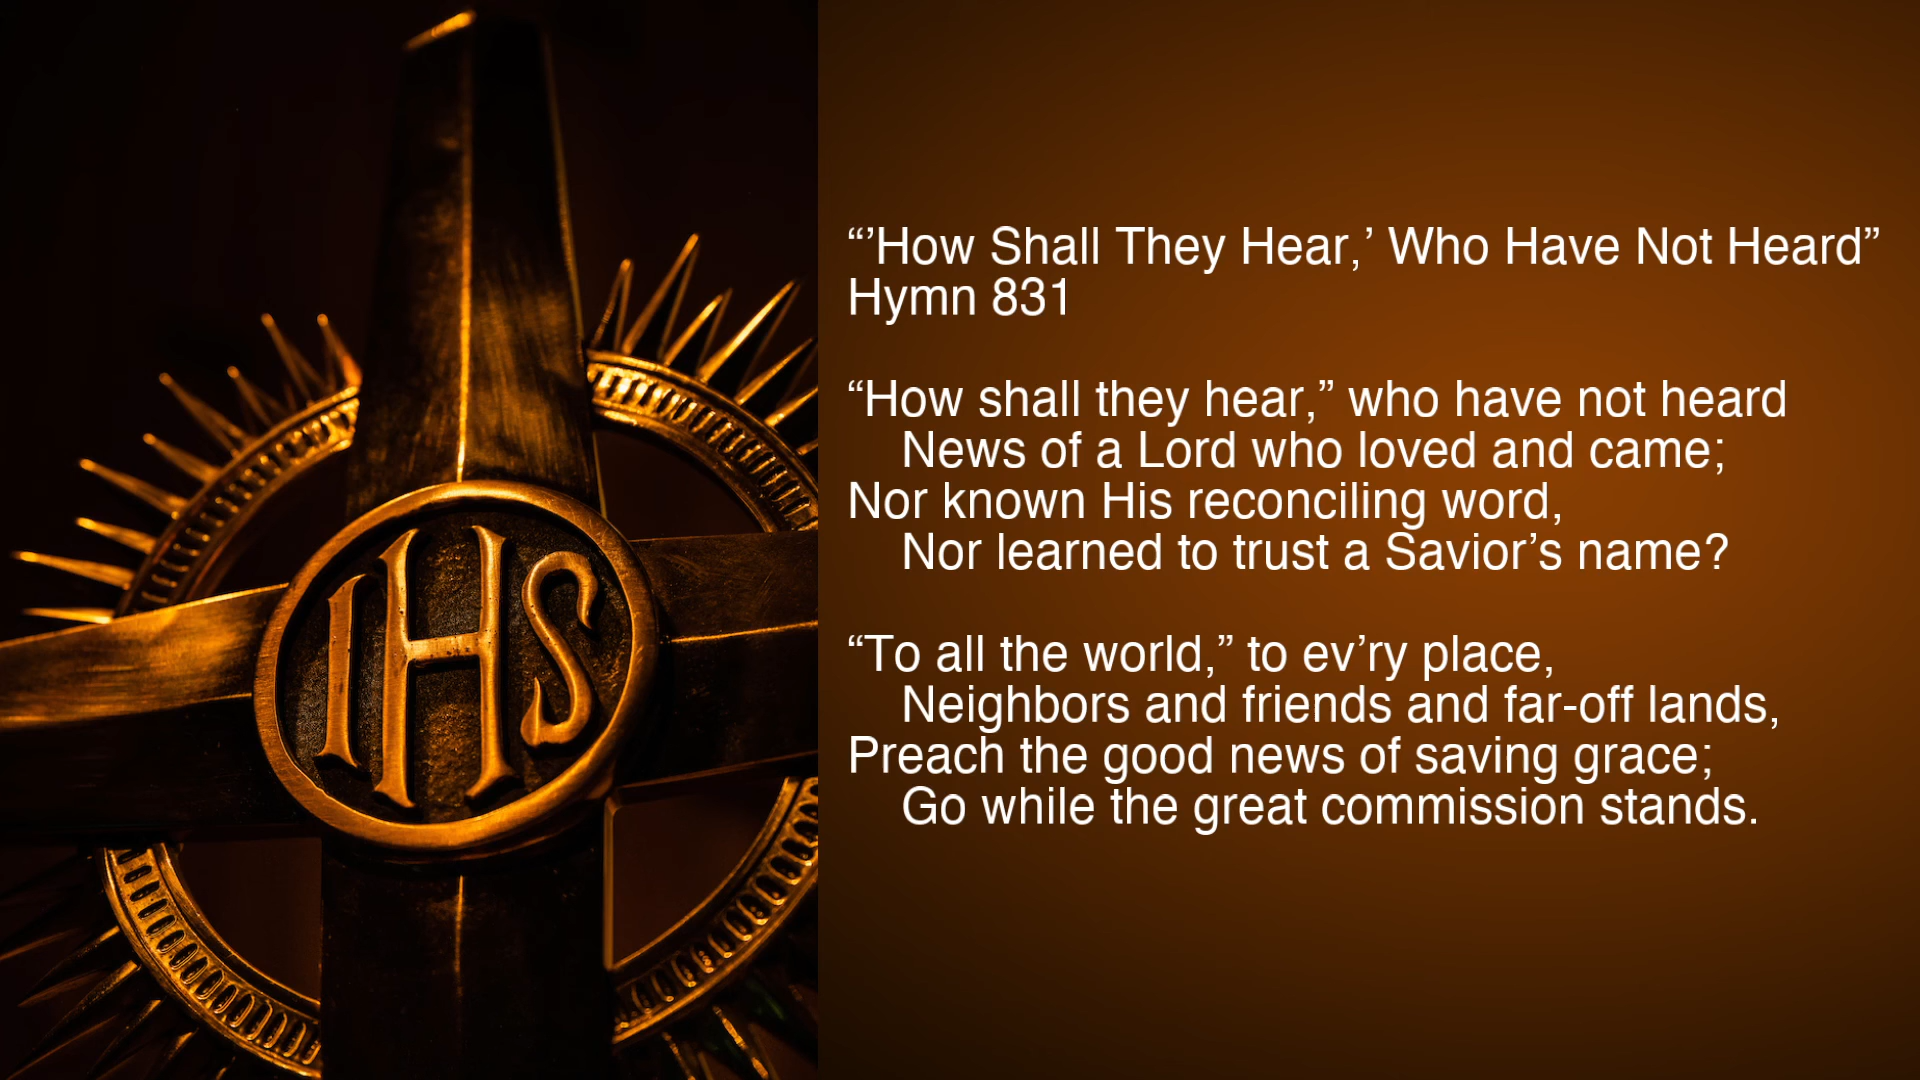 IHS
“’How Shall They Hear,’ Who Have Not Heard”
Hymn 831
“How shall they hear,” who have not heard
News of a Lord who loved and came;
Nor known His reconciling word,
Nor learned to trust a Savior’s name?
“To all the world,” to ev’ry place,
Neighbors and friends and far-off lands,
Preach the good news of saving grace;
Go while the great commission stands.